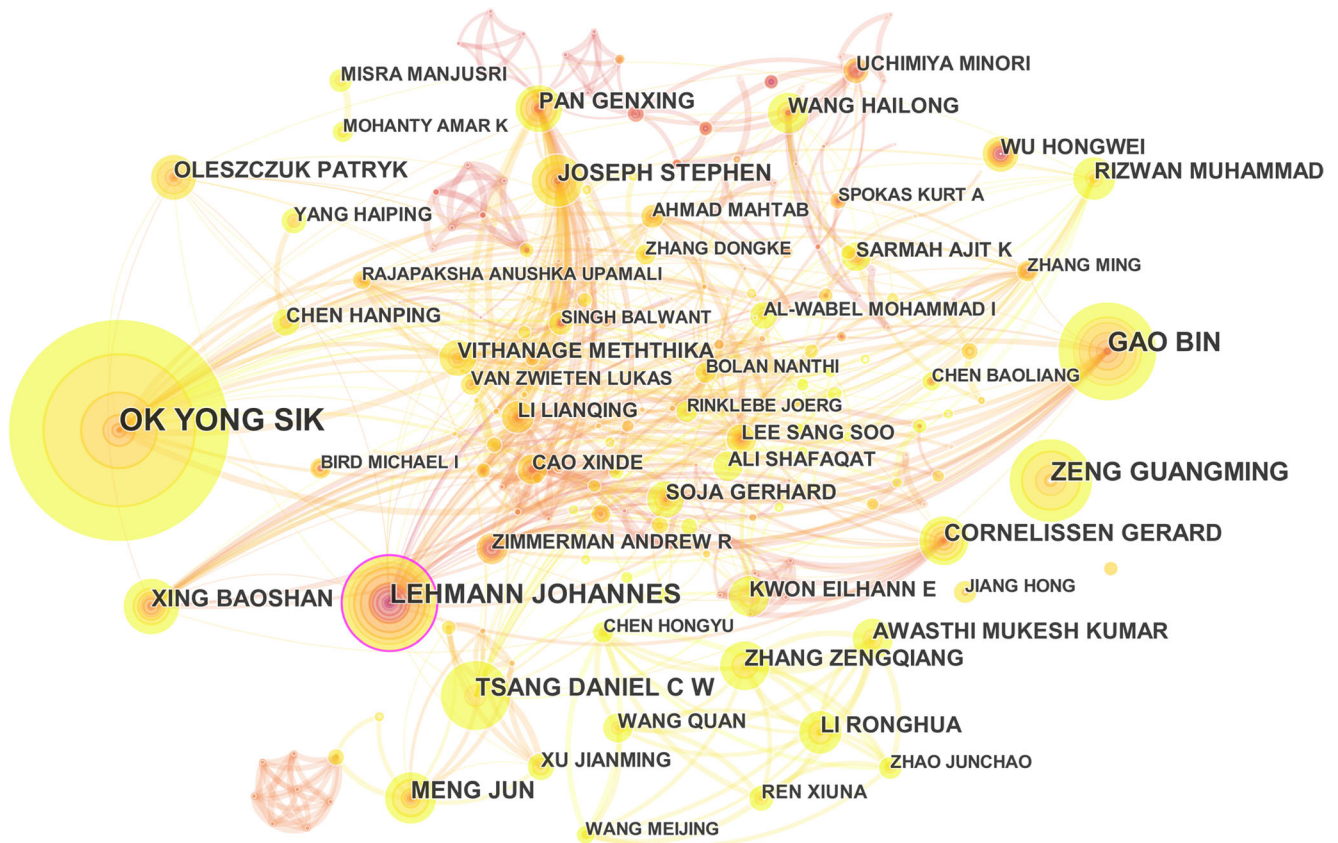 UCHIMIYA MINORI
MISRA MANJUSRI
PAN GENXING
WANG HAILONG
MOHANTY AMAR K
WU HONGWEI
OLESZCZUK PATRYK
JOSEPH STEPHEN
RIZWAN MUHAMMAD
SPOKAS KURT A
YANG HAIPING
AHMAD MAHTAB
ZHANG DONGKE
SARMAH AJIT K
RAJAPAKSHA ANUSHKA UPAMALI
ZHANG MING
CHEN HANPING
SINGH BALWANT
AL-WABEL MOHAMMAD I
GAO BIN
VITHANAGE METHTHIKA
BOLAN NANTHI
VAN ZWIETEN LUKAS
CHEN BAOLIANG
OK YONG SIK
LI LIANQING
RINKLEBE JOERG
LEE SANG SOO
BIRD MICHAEL I
CAO XINDE
ALI SHAFAQAT
ZENG GUANGMING
SOJA GERHARD
ZIMMERMAN ANDREW R
CORNELISSEN GERARD
XING BAOSHAN
LEHMANN JOHANNES
KWON EILHANN E
JIANG HONG
CHEN HONGYU
AWASTHI MUKESH KUMAR
ZHANG ZENGQIANG
TSANG DANIEL C W
WANG QUAN
LI RONGHUA
XU JIANMING
ZHAO JUNCHAO
MENG JUN
REN XIUNA
WANG MEIJING